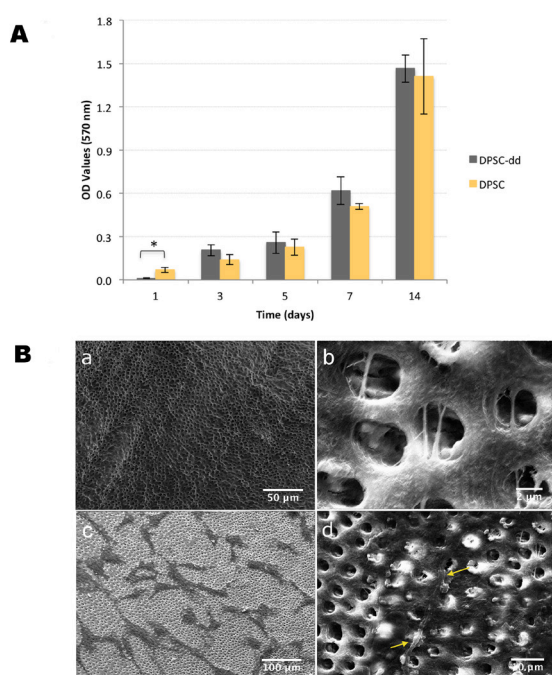 A
OD Values (570 nm)
1.8
1.5
1.2
0.9
0.6
0.3
0.0
*
1 3 5 7 14
Time (days)
DPSC-dd
DPSC
B
a
50 µm
b
2 µm
c
100 µm
d